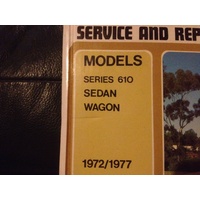 SERVICE AND REP
MODELS
SERIES 610
SEDAN
WAGON
1972/1977